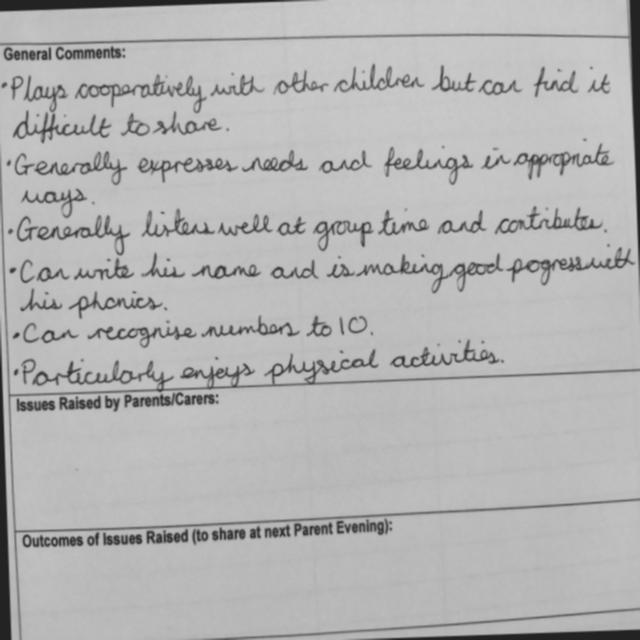 General Comments:
·Plays cooperatively with other children but can find it
difficult to share.
·Generally expresses needs and feelings in appropriate
ways.
·Generally listens well at group time and contributes.
·Can write his name and is making good pogress with
his phonics.
·Can recognise numbers to 10.
·Particularly enjoys physical activities.
Issues Raised by Parents/Carers:
Outcomes of Issues Raised (to share at next Parent Evening):